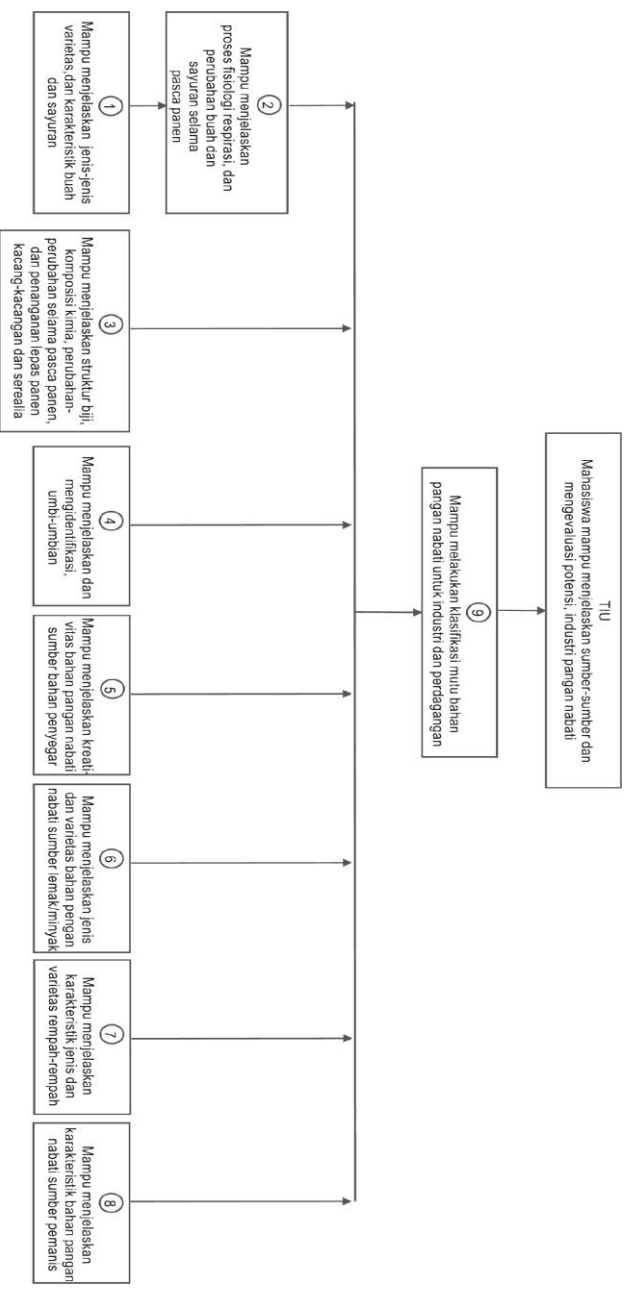 TIU
Mahasiswa mampu menjelaskan sumber-sumber dan
mengevaluasi potensi, industri pangan nabati
9
Mampu melakukan klasifikasi mutu bahan
pangan nabati untuk industri dan perdagangan
2
Mampu menjelaskan
proses fisiologi respirasi, dan
perubahan buah dan
sayuran selama
pasca panen
1
Mampu menjelaskan jenis-jenis
varietas,dan karakteristik buah
dan sayuran
3
Mampu menjelaskan struktur biji,
komposisi kimia, perubahan-
perubahan selama pasca panen,
dan penanganan lepas panen
kacang-kacangan dan serealia
4
Mampu menjelaskan dan
mengidentifikasi,
umbi-umbian
5
Mampu menjelaskan kreati-
vitas bahan pangan nabati
sumber bahan penyegar
6
Mampu menjelaskan jenis
dan varietas bahan pengan
nabati sumber lemak/minyak
7
Mampu menjelaskan
karakteristik jenis dan
varietas rempah-rempah
8
Mampu menjelaskan
karakteristik bahan pangan
nabati sumber pemanis